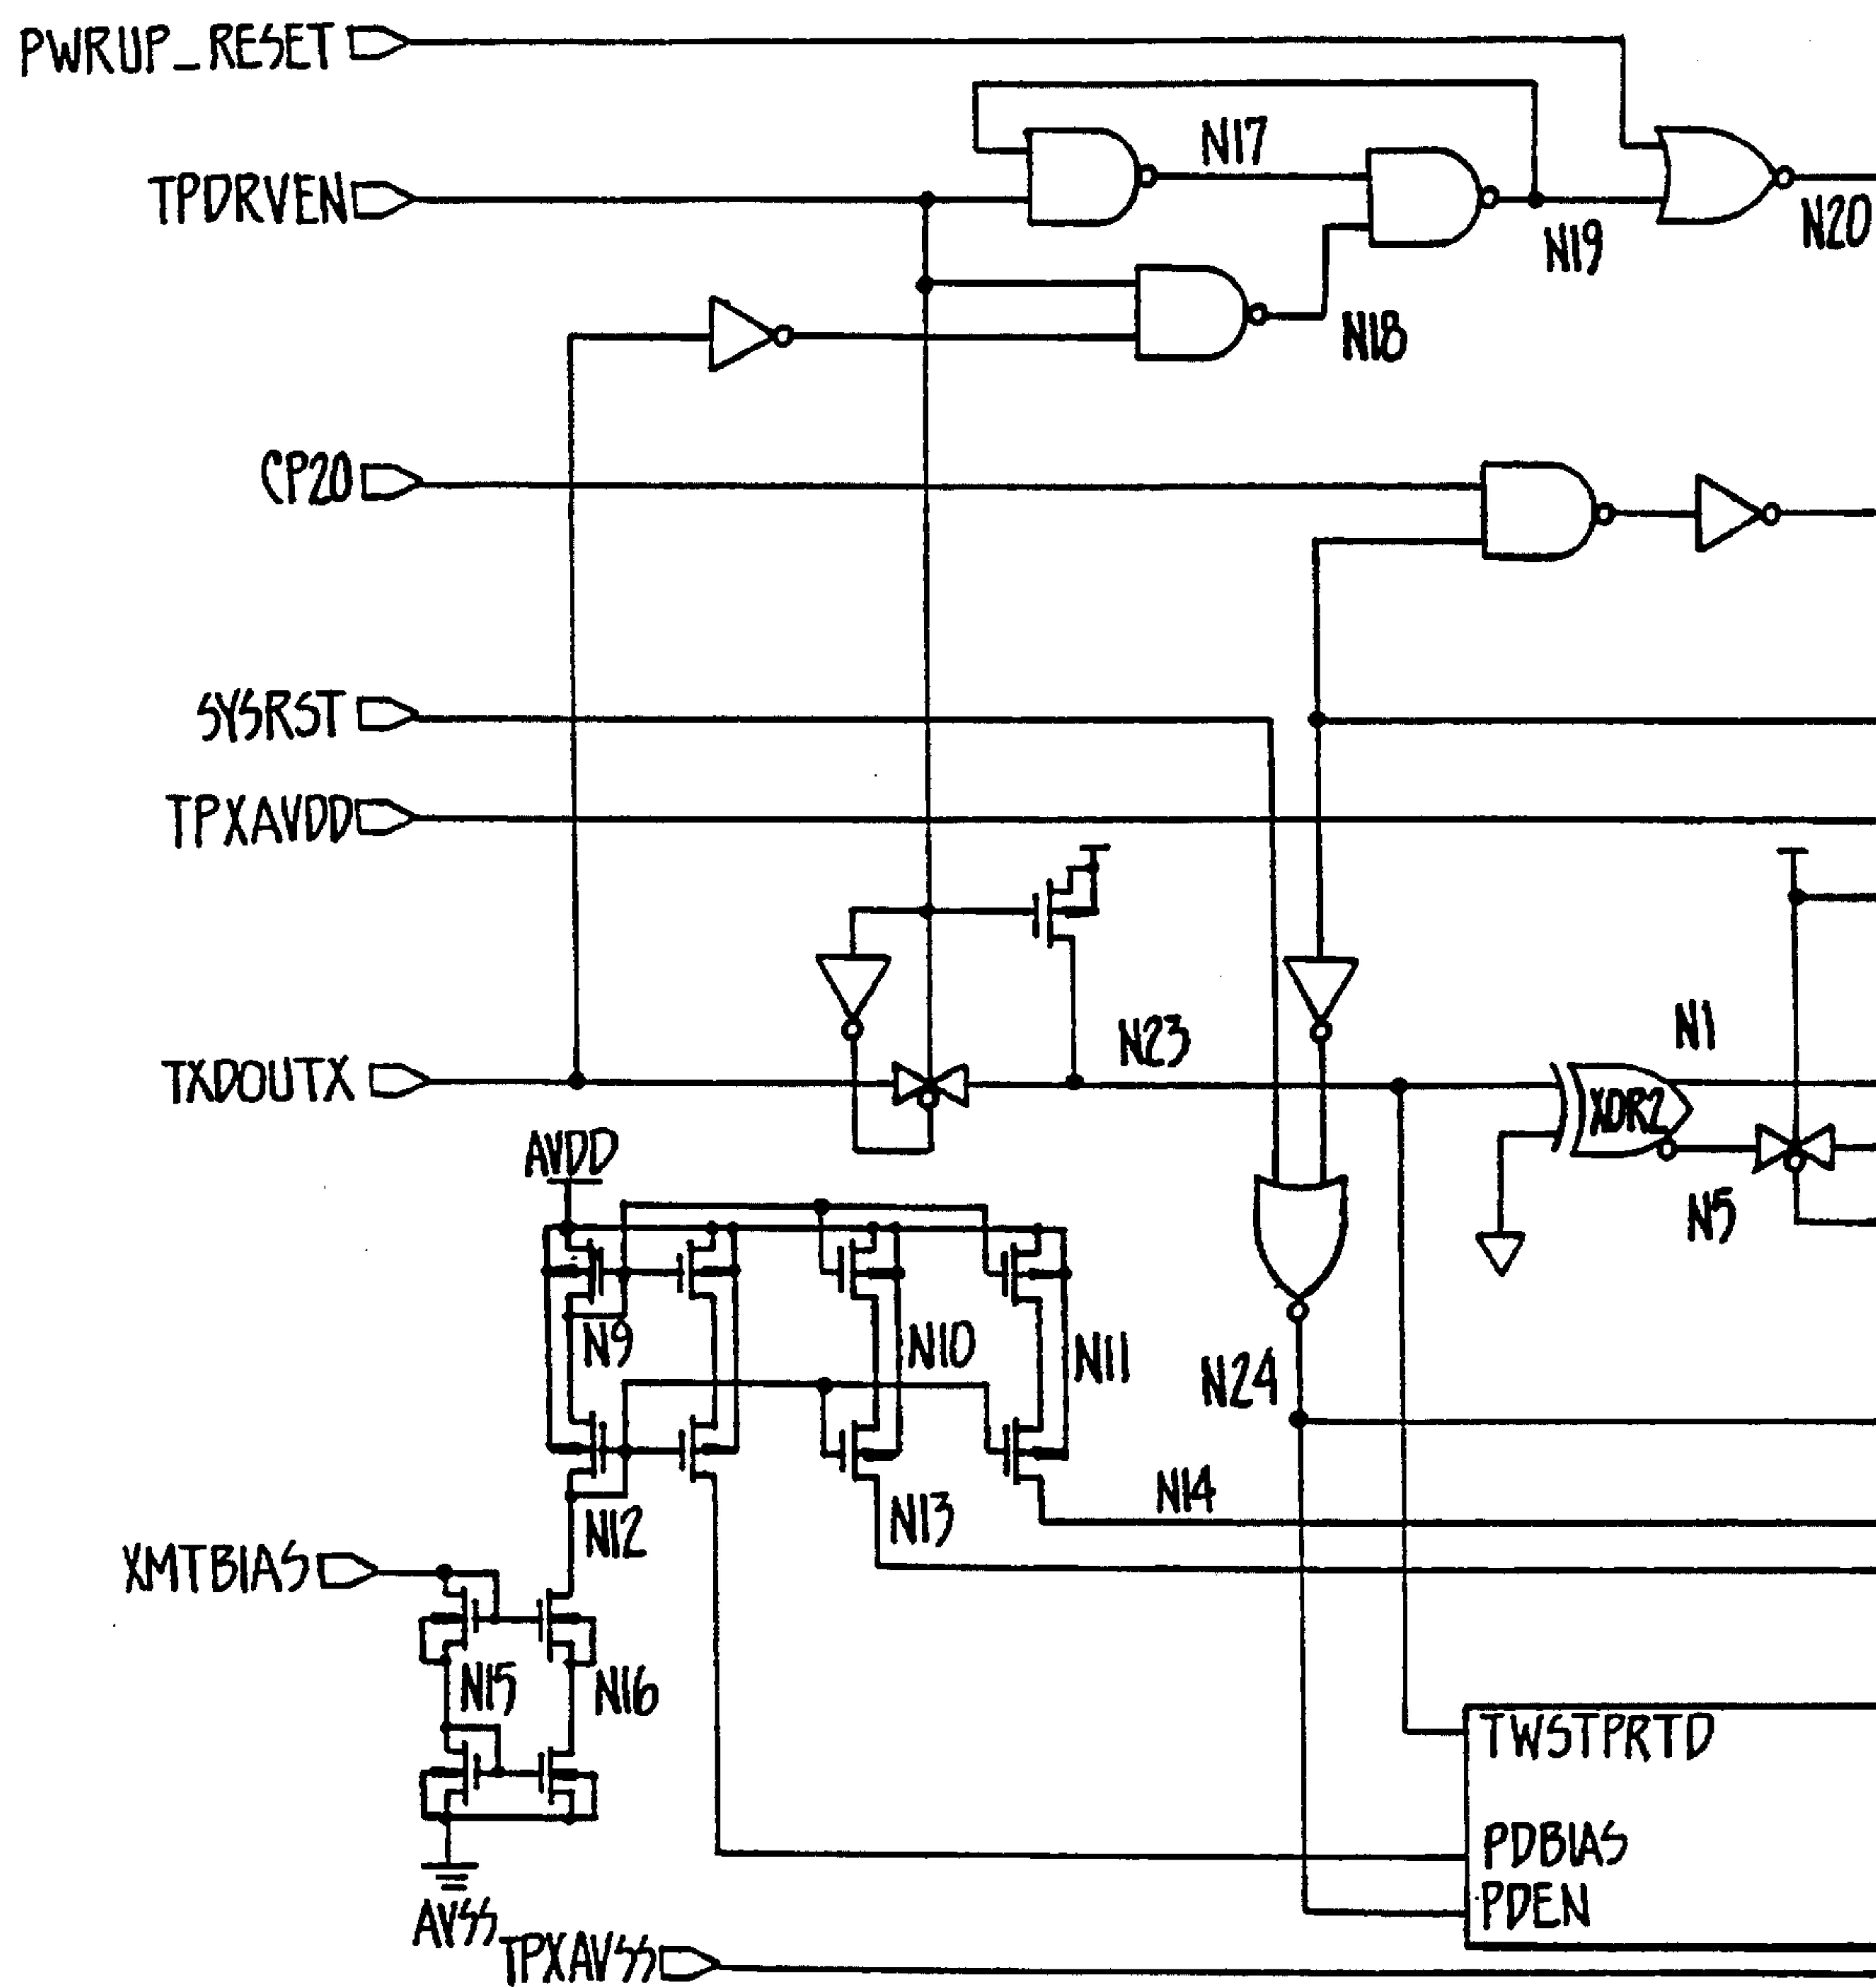 PWRUP_RESET
N17
TPDRVEN
N19
N20
N18
CP20
SYSRST
TPXAVDD
N23
N1
TXDOUTX
XOR2
AVDD
N5
N9
N10
N11
N24
N14
N12
N13
XMTBIAS
N15
N16
TWSTPRTD
PDBIAS
PDEN
AVSS
TPXAVSS